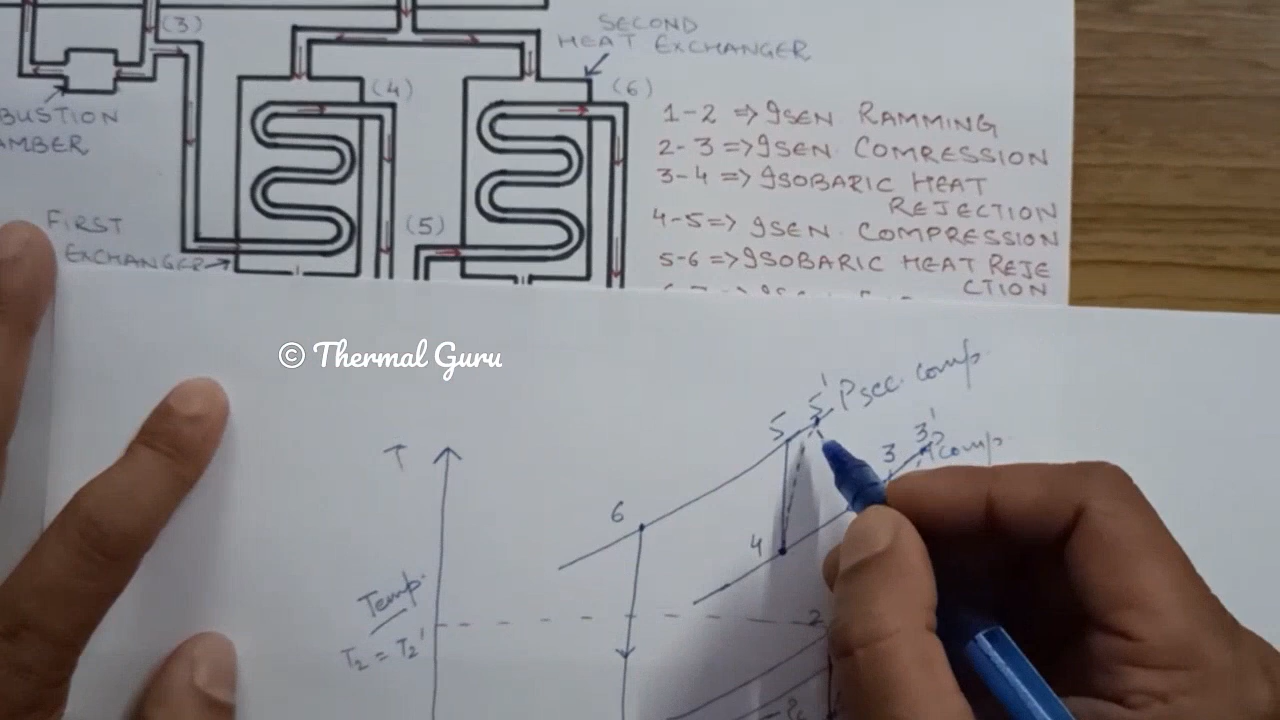 (3)
SECOND
HEAT EXCHANGER
(4)
(6)
BUSTION
AMBER
FIRST
EXCHANGER
(5)
1-2 => ISEN RAMMING
2-3 => ISEN. COMRESSION
3-4 => ISOBARIC HEAT
REJECTION
4-5 => ISEN. COMPRESSION
5-6 => ISOBARIC HEAT REJE
CTION
© Thermal Guru
5 5' Psec. comp.
3 3'
Pcomp.
T
6
4
Temp.
T2 = T2'
2